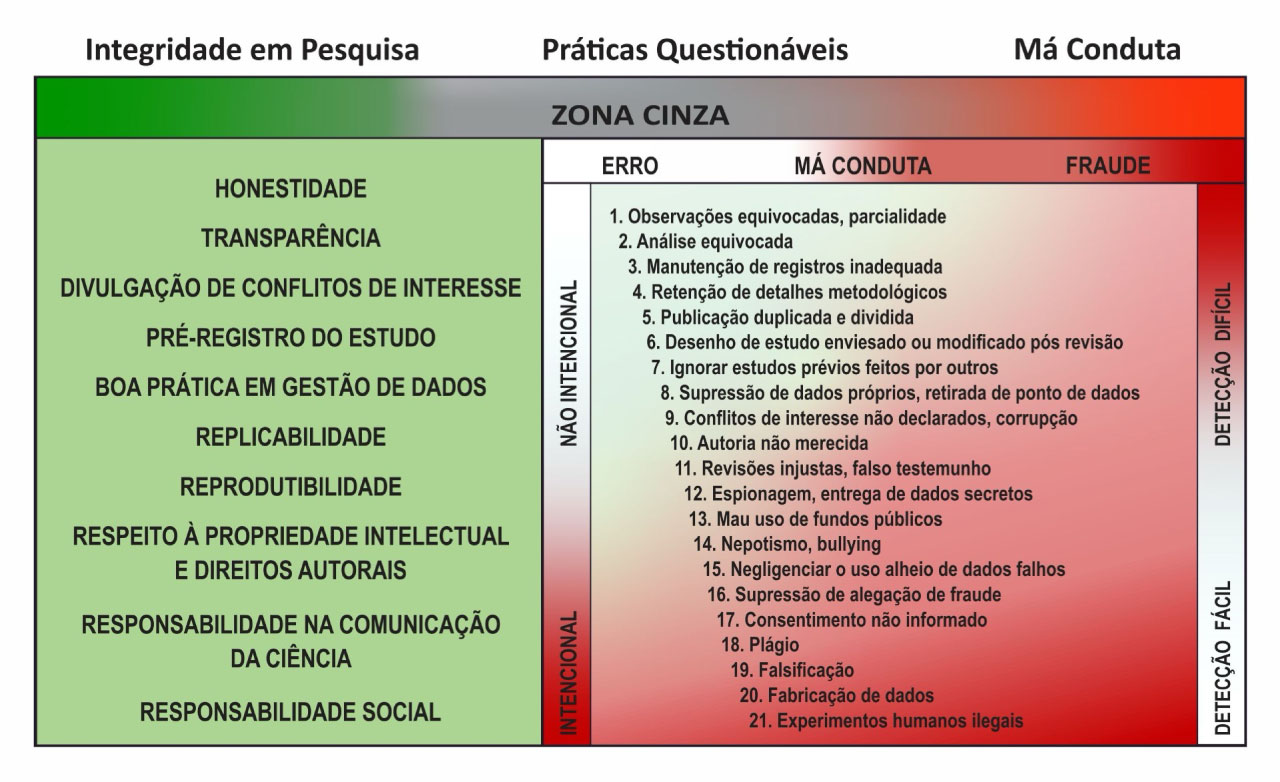 Integridade em Pesquisa
Práticas Questionáveis
Má Conduta
ZONA CINZA
HONESTIDADE
TRANSPARÊNCIA
DIVULGAÇÃO DE CONFLITOS DE INTERESSE
PRÉ-REGISTRO DO ESTUDO
BOA PRÁTICA EM GESTÃO DE DADOS
REPLICABILIDADE
REPRODUTIBILIDADE
RESPEITO À PROPRIEDADE INTELECTUAL
E DIREITOS AUTORAIS
RESPONSABILIDADE NA COMUNICAÇÃO
DA CIÊNCIA
RESPONSABILIDADE SOCIAL
ERRO
MÁ CONDUTA
FRAUDE
NÃO INTENCIONAL
INTENCIONAL
1. Observações equivocadas, parcialidade
2. Análise equivocada
3. Manutenção de registros inadequada
4. Retenção de detalhes metodológicos
5. Publicação duplicada e dividida
6. Desenho de estudo enviesado ou modificado pós revisão
7. Ignorar estudos prévios feitos por outros
8. Supressão de dados próprios, retirada de ponto de dados
9. Conflitos de interesse não declarados, corrupção
10. Autoria não merecida
11. Revisões injustas, falso testemunho
12. Espionagem, entrega de dados secretos
13. Mau uso de fundos públicos
14. Nepotismo, bullying
15. Negligenciar o uso alheio de dados falhos
16. Supressão de alegação de fraude
17. Consentimento não informado
18. Plágio
19. Falsificação
20. Fabricação de dados
21. Experimentos humanos ilegais
DETECÇÃO DIFÍCIL
DETECÇÃO FÁCIL